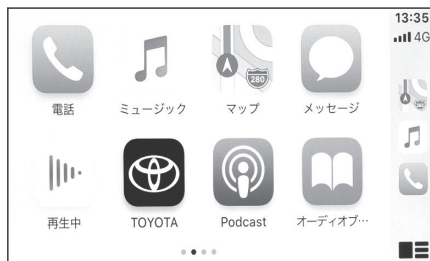 13:35
4G
280
電話
ミュージック
マップ
メッセージ
再生中
TOYOTA
Podcast
オーディオブ…